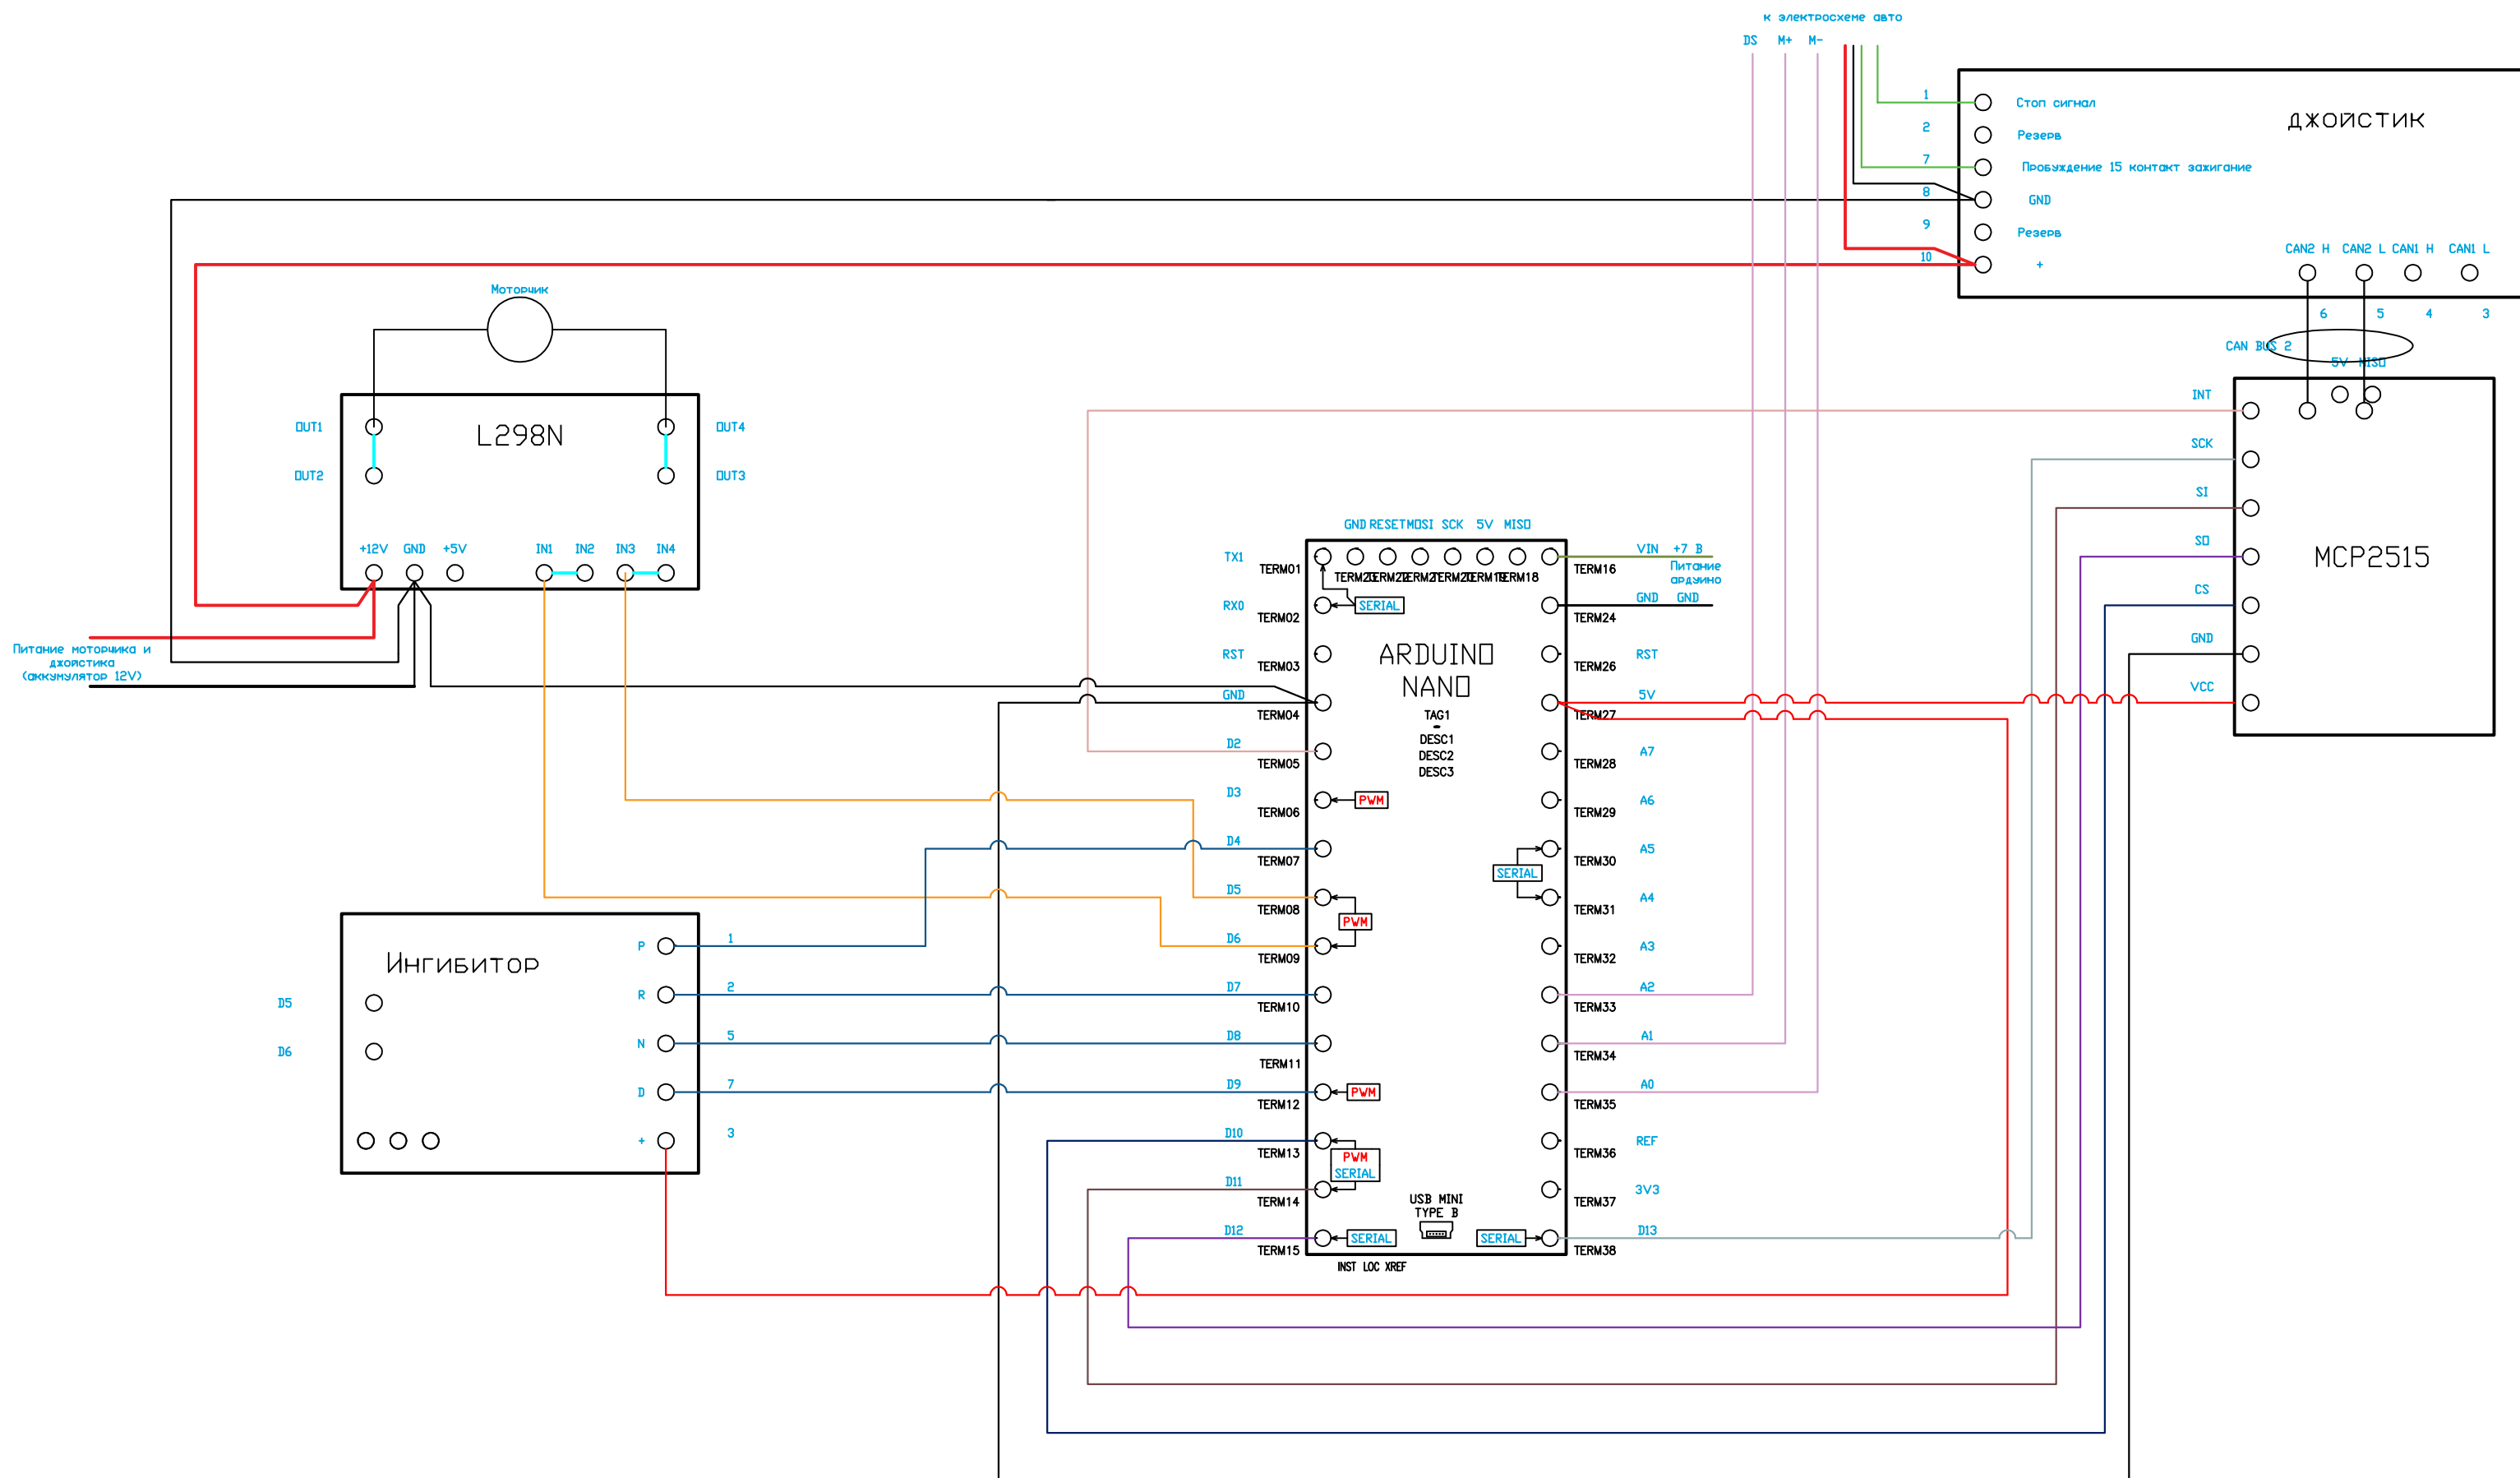 к электросхеме авто
DS M+ M-
1 Стоп сигнал
ДЖОЙСТИК
2 Резерв
7 Пробуждение 15 контакт зажигание
8 GND
9 Резерв
10 +
CAN2 H CAN2 L CAN1 H CAN1 L
6 5 4 3
CAN BUS 2
5V MISO
Моторчик
L298N
OUT1 OUT4
OUT2 OUT3
+12V GND +5V IN1 IN2 IN3 IN4
Питание моторчика и
джойстика
(аккумулятор 12V)
MCP2515
INT
SCK
SI
SO
CS
GND
VCC
GND RESET MOSI SCK 5V MISO
TX1 TERM01 TERM23 TERM22 TERM21 TERM20 TERM19 TERM18 TERM16 VIN +7 В
Питание
ардуино
RX0 TERM02 SERIAL TERM24 GND GND
ARDUINO
NANO
RST TERM03 TERM26 RST
GND TERM04 TERM27 5V
TAG1
-
DESC1
DESC2
DESC3
D2 TERM05 TERM28 A7
D3 TERM06 PWM TERM29 A6
D4 TERM07 TERM30 A5
SERIAL
D5 TERM08 TERM31 A4
PWM
D6 TERM09 TERM32 A3
D7 TERM10 TERM33 A2
D8 TERM11 TERM34 A1
D9 TERM12 PWM TERM35 A0
D10 TERM13 TERM36 REF
PWM
SERIAL
D11 TERM14 TERM37 3V3
USB MINI
TYPE B
D12 TERM15 SERIAL SERIAL TERM38 D13
INST LOC XREF
Ингибитор
P 1
R 2
N 5
D 7
+ 3
D5
D6